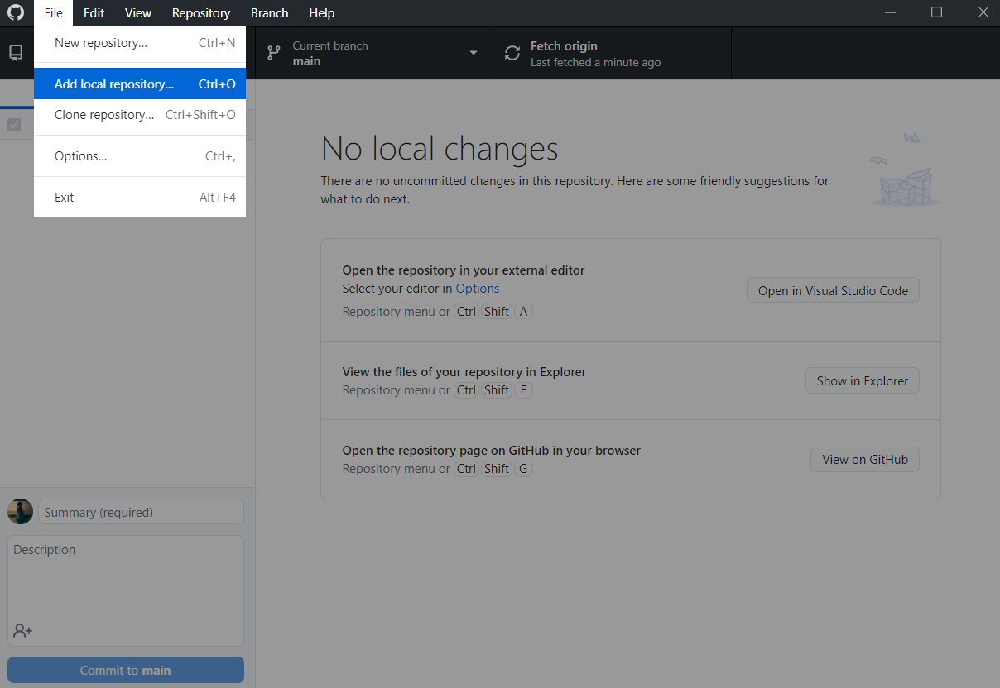 File Edit View Repository Branch Help
New repository... Ctrl+N
Add local repository... Ctrl+O
Clone repository... Ctrl+Shift+O
Options... Ctrl+,
Exit Alt+F4
Current branch
main
Fetch origin
Last fetched a minute ago
No local changes
There are no uncommitted changes in this repository. Here are some friendly suggestions for
what to do next.
Open the repository in your external editor
Select your editor in Options
Repository menu or Ctrl Shift A
Open in Visual Studio Code
View the files of your repository in Explorer
Repository menu or Ctrl Shift F
Show in Explorer
Open the repository page on GitHub in your browser
Repository menu or Ctrl Shift G
View on GitHub
Summary (required)
Description
Commit to main